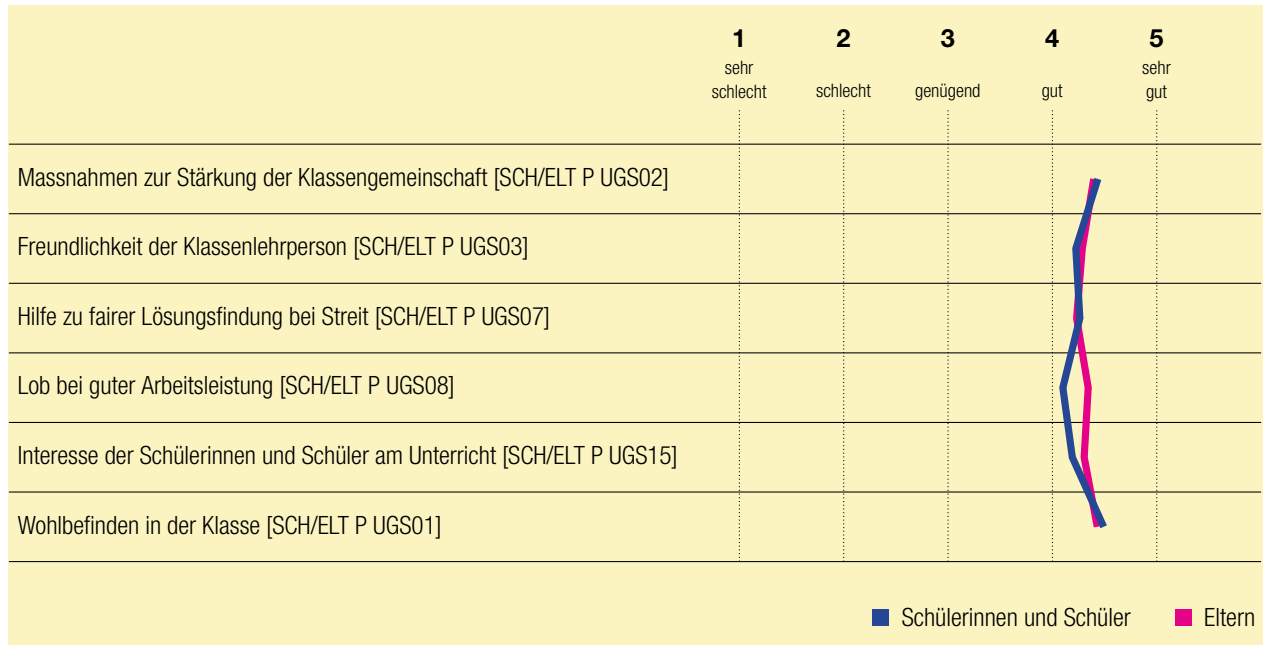 1 2 3 4 5
sehr schlecht schlecht genügend gut sehr gut
Massnahmen zur Stärkung der Klassengemeinschaft [SCH/ELT P UGS02]
Freundlichkeit der Klassenlehrperson [SCH/ELT P UGS03]
Hilfe zu fairer Lösungsfindung bei Streit [SCH/ELT P UGS07]
Lob bei guter Arbeitsleistung [SCH/ELT P UGS08]
Interesse der Schülerinnen und Schüler am Unterricht [SCH/ELT P UGS15]
Wohlbefinden in der Klasse [SCH/ELT P UGS01]
Schülerinnen und Schüler Eltern